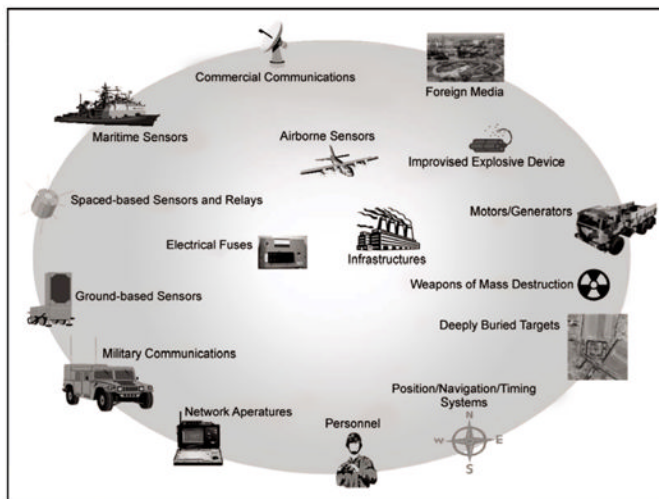 Commercial Communications
Foreign Media
Maritime Sensors
Airborne Sensors
Improvised Explosive Device
Spaced-based Sensors and Relays
Motors/Generators
Electrical Fuses
Infrastructures
Ground-based Sensors
Weapons of Mass Destruction
Deeply Buried Targets
Military Communications
Position/Navigation/Timing
Systems
Network Aperatures
Personnel
N
W E
S